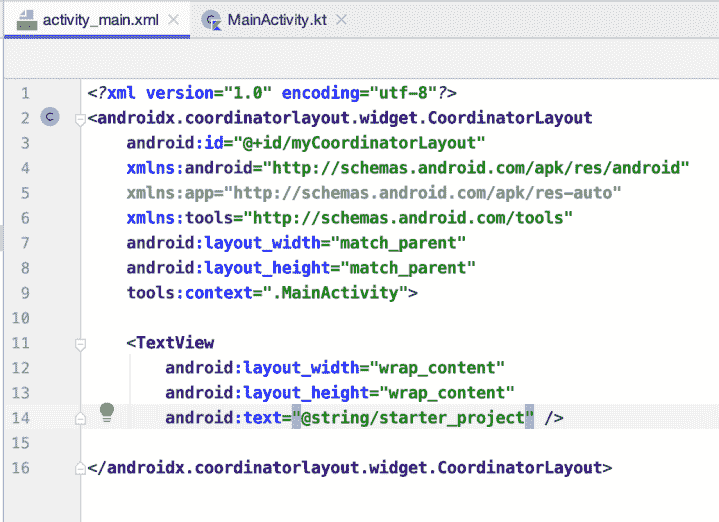 activity_main.xml MainActivity.kt
1 <?xml version="1.0" encoding="utf-8"?>
2 C <androidx.coordinatorlayout.widget.CoordinatorLayout
3 android:id="@+id/myCoordinatorLayout"
4 xmlns:android="http://schemas.android.com/apk/res/android"
5 xmlns:app="http://schemas.android.com/apk/res-auto"
6 xmlns:tools="http://schemas.android.com/tools"
7 android:layout_width="match_parent"
8 android:layout_height="match_parent"
9 tools:context=".MainActivity">
10
11 <TextView
12 android:layout_width="wrap_content"
13 android:layout_height="wrap_content"
14 android:text="@string/starter_project" />
15
16 </androidx.coordinatorlayout.widget.CoordinatorLayout>